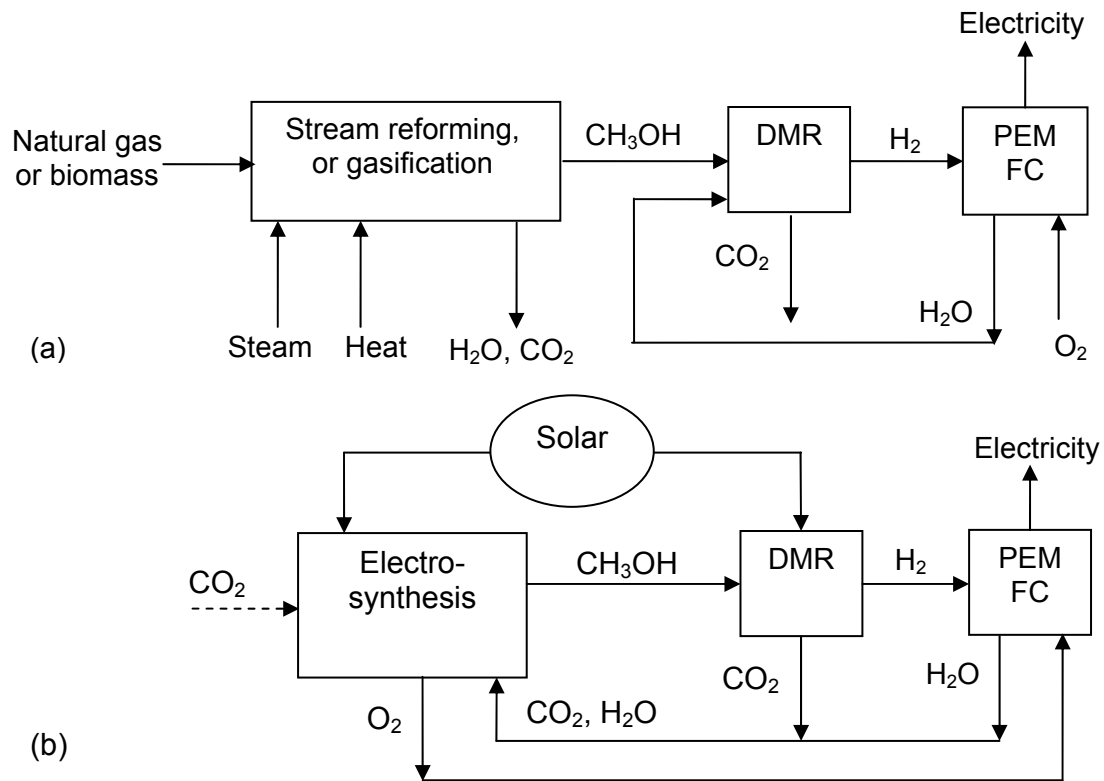 Electricity
Natural gas
or biomass
Stream reforming,
or gasification
CH₃OH
DMR
H₂
PEM
FC
CO₂
H₂O
(a)
Steam
Heat
H₂O, CO₂
O₂
Solar
Electricity
CO₂
Electro-
synthesis
CH₃OH
DMR
H₂
PEM
FC
O₂
CO₂, H₂O
CO₂
H₂O
(b)